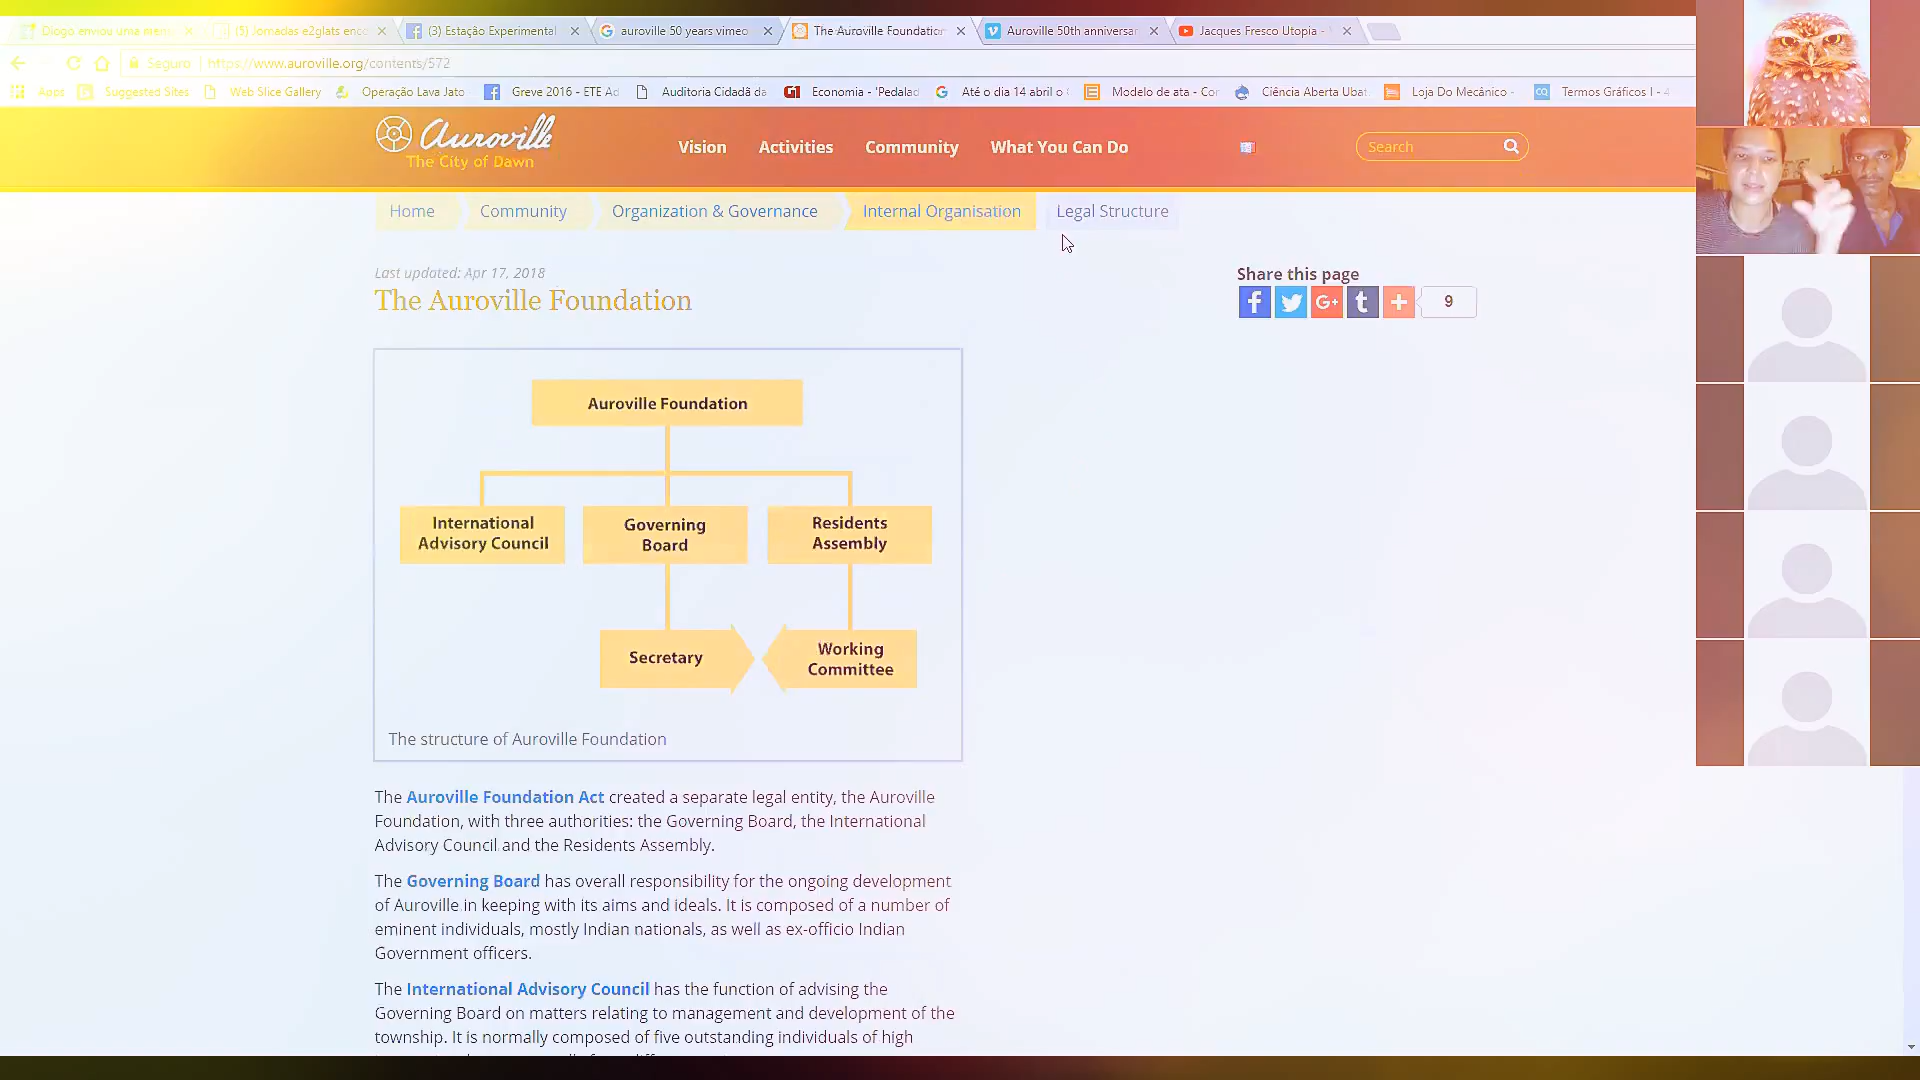 Diogo enviou uma men
(5) Jornadas e2glats enc
(3) Estação Experimental
auroville 50 years vimeo
The Auroville Foundation
Auroville 50th anniversar
Jacques Fresco Utopia -
Seguro https://www.auroville.org/contents/572
Apps
Suggested Sites
Web Slice Gallery
Operação Lava Jato
Greve 2016 - ETE Ad
Auditoria Cidadã da
G1
Economia - 'Pedalad
Até o dia 14 abril o
Modelo de ata - Cor
Ciência Aberta Ubat
Loja Do Mecânico -
CQ
Termos Gráficos I - 4
Auroville
The City of Dawn
Vision
Activities
Community
What You Can Do
Search
Home
Community
Organization & Governance
Internal Organisation
Legal Structure
Last updated: Apr 17, 2018
The Auroville Foundation
Share this page
9
Auroville Foundation
International
Advisory Council
Governing
Board
Residents
Assembly
Secretary
Working
Committee
The structure of Auroville Foundation
The Auroville Foundation Act created a separate legal entity, the Auroville
Foundation, with three authorities: the Governing Board, the International
Advisory Council and the Residents Assembly.
The Governing Board has overall responsibility for the ongoing development
of Auroville in keeping with its aims and ideals. It is composed of a number of
eminent individuals, mostly Indian nationals, as well as ex-officio Indian
Government officers.
The International Advisory Council has the function of advising the
Governing Board on matters relating to management and development of the
township. It is normally composed of five outstanding individuals of high